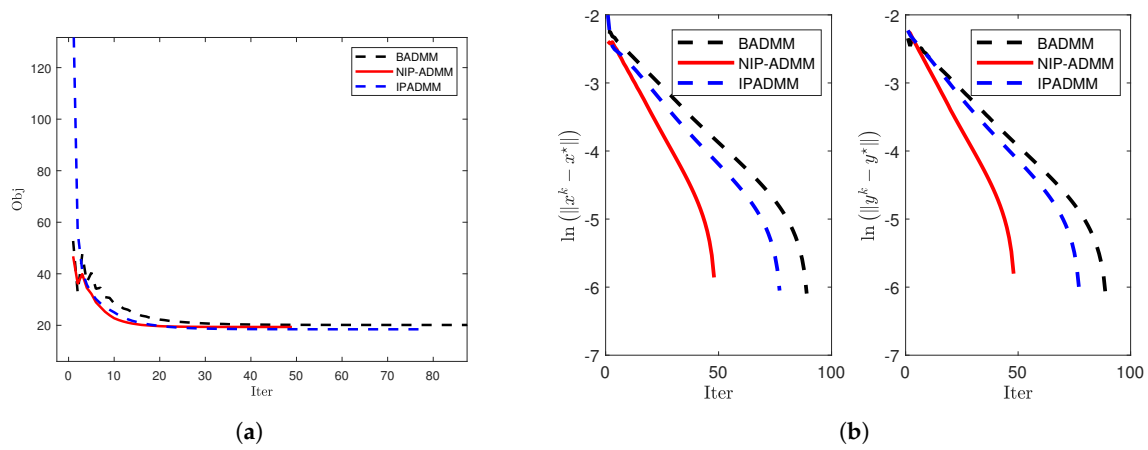 120
100
80
60
40
20
0 10 20 30 40 50 60 70 80
Obj
Iter
BADMM
NIP-ADMM
IPADMM
(a)
-2
-3
-4
-5
-6
-7
0 50 100
ln (||x^k − x^⋆||)
Iter
BADMM
NIP-ADMM
IPADMM
-2
-3
-4
-5
-6
-7
0 50 100
ln (||y^k − y^⋆||)
Iter
BADMM
NIP-ADMM
IPADMM
(b)